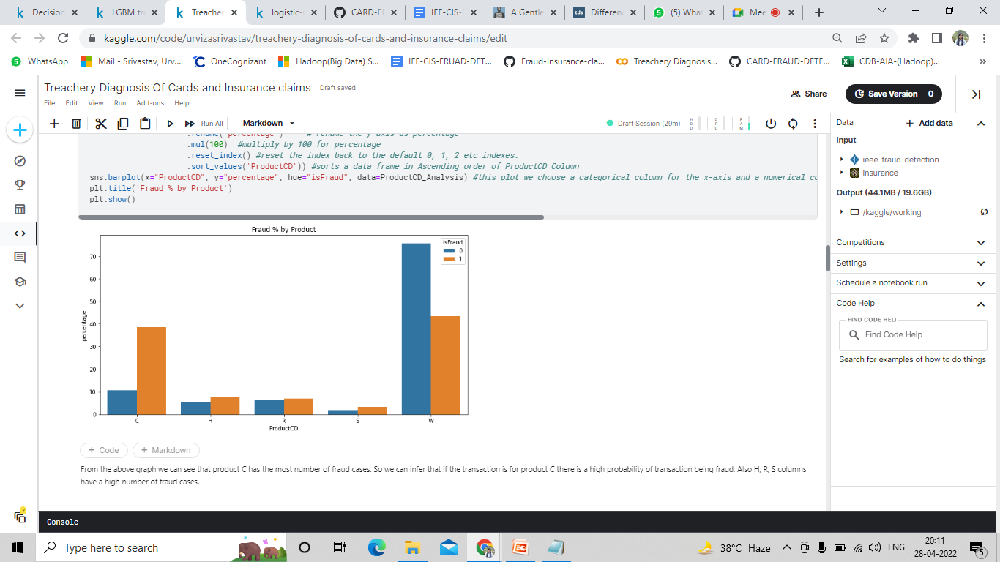 Decision
LGBM tr
Treacher
logistic-
CARD-F
IEE-CIS-
A Gentle
tds
Differen
5
(5) Wha
Mee
kaggle.com/code/urvizasrivastav/treachery-diagnosis-of-cards-and-insurance-claims/edit
5 WhatsApp
Mail - Srivastav, Urv...
OneCognizant
Hadoop(Big Data) S...
IEE-CIS-FRUAD-DET...
Fraud-Insurance-cla...
Treachery Diagnosis...
CARD-FRAUD-DETE...
CDB-AIA-(Hadoop)...
Treachery Diagnosis Of Cards and Insurance claims
Draft saved
File Edit View Run Add-ons Help
Share
Save Version 0
Run All
Markdown
Draft Session (29m)
HDD
CPU
RAM
.rename("percentage") # rename the y axis as percentage
.mul(100) #multiply by 100 for percentage
.reset_index() #reset the index back to the default 0, 1, 2 etc indexes.
.sort_values('ProductCD')) #sorts a data frame in Ascending order of ProductCD Column
sns.barplot(x="ProductCD", y="percentage", hue="isFraud", data=ProductCD_Analysis) #this plot we choose a categorical column for the x-axis and a numerical co
plt.title('Fraud % by Product')
plt.show()
Fraud % by Product
isFraud
0
1
70
60
50
40
30
20
10
0
percentage
C H R S W
ProductCD
+ Code
+ Markdown
From the above graph we can see that product C has the most number of fraud cases. So we can infer that if the transaction is for product C there is a high probability of transaction being fraud. Also H, R, S columns
have a high number of fraud cases.
Data
+ Add data
Input
ieee-fraud-detection
insurance
Output (44.1MB / 19.6GB)
/kaggle/working
Competitions
Settings
Schedule a notebook run
Code Help
FIND CODE HEL
Find Code Help
Search for examples of how to do things
2
Console
Type here to search
38°C Haze
ENG
20:11
28-04-2022
5